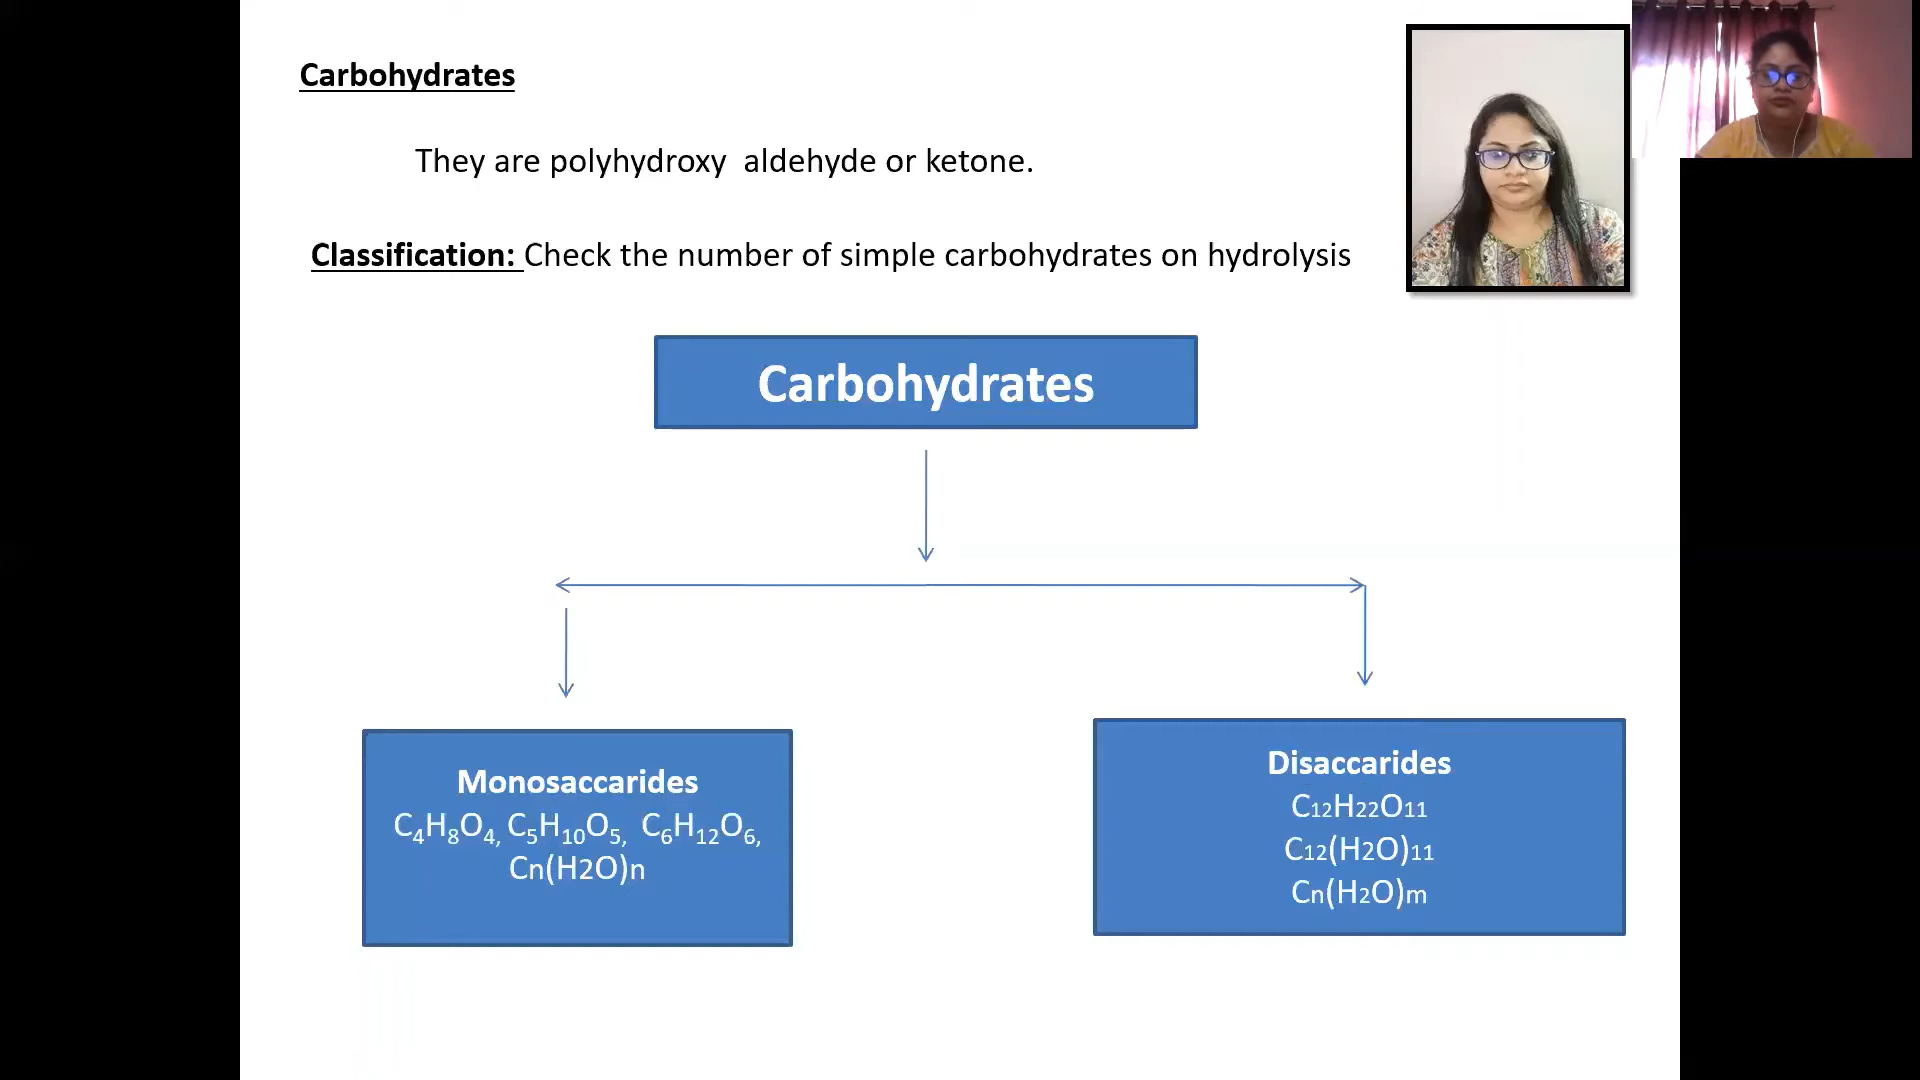 Carbohydrates
They are polyhydroxy aldehyde or ketone.
Classification: Check the number of simple carbohydrates on hydrolysis
Carbohydrates
Monosaccarides
C₄H₈O₄, C₅H₁₀O₅, C₆H₁₂O₆,
Cn(H2O)n
Disaccarides
C₁₂H₂₂O₁₁
C₁₂(H₂O)₁₁
Cn(H₂O)m